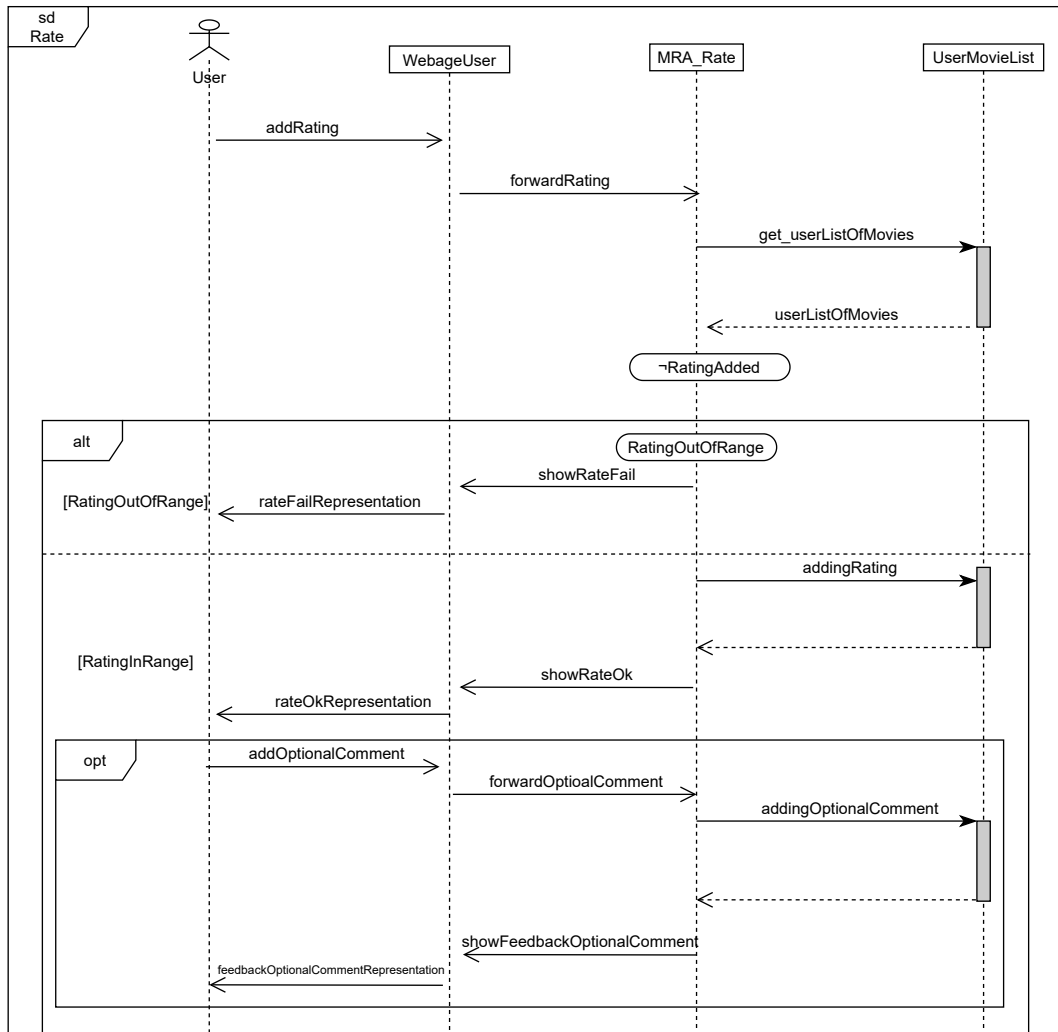 sd
Rate
User
WebageUser
MRA_Rate
UserMovieList
addRating
forwardRating
get_userListOfMovies
userListOfMovies
¬RatingAdded
alt
RatingOutOfRange
showRateFail
[RatingOutOfRange]
rateFailRepresentation
addingRating
[RatingInRange]
showRateOk
rateOkRepresentation
opt
addOptionalComment
forwardOptioalComment
addingOptionalComment
showFeedbackOptionalComment
feedbackOptionalCommentRepresentation